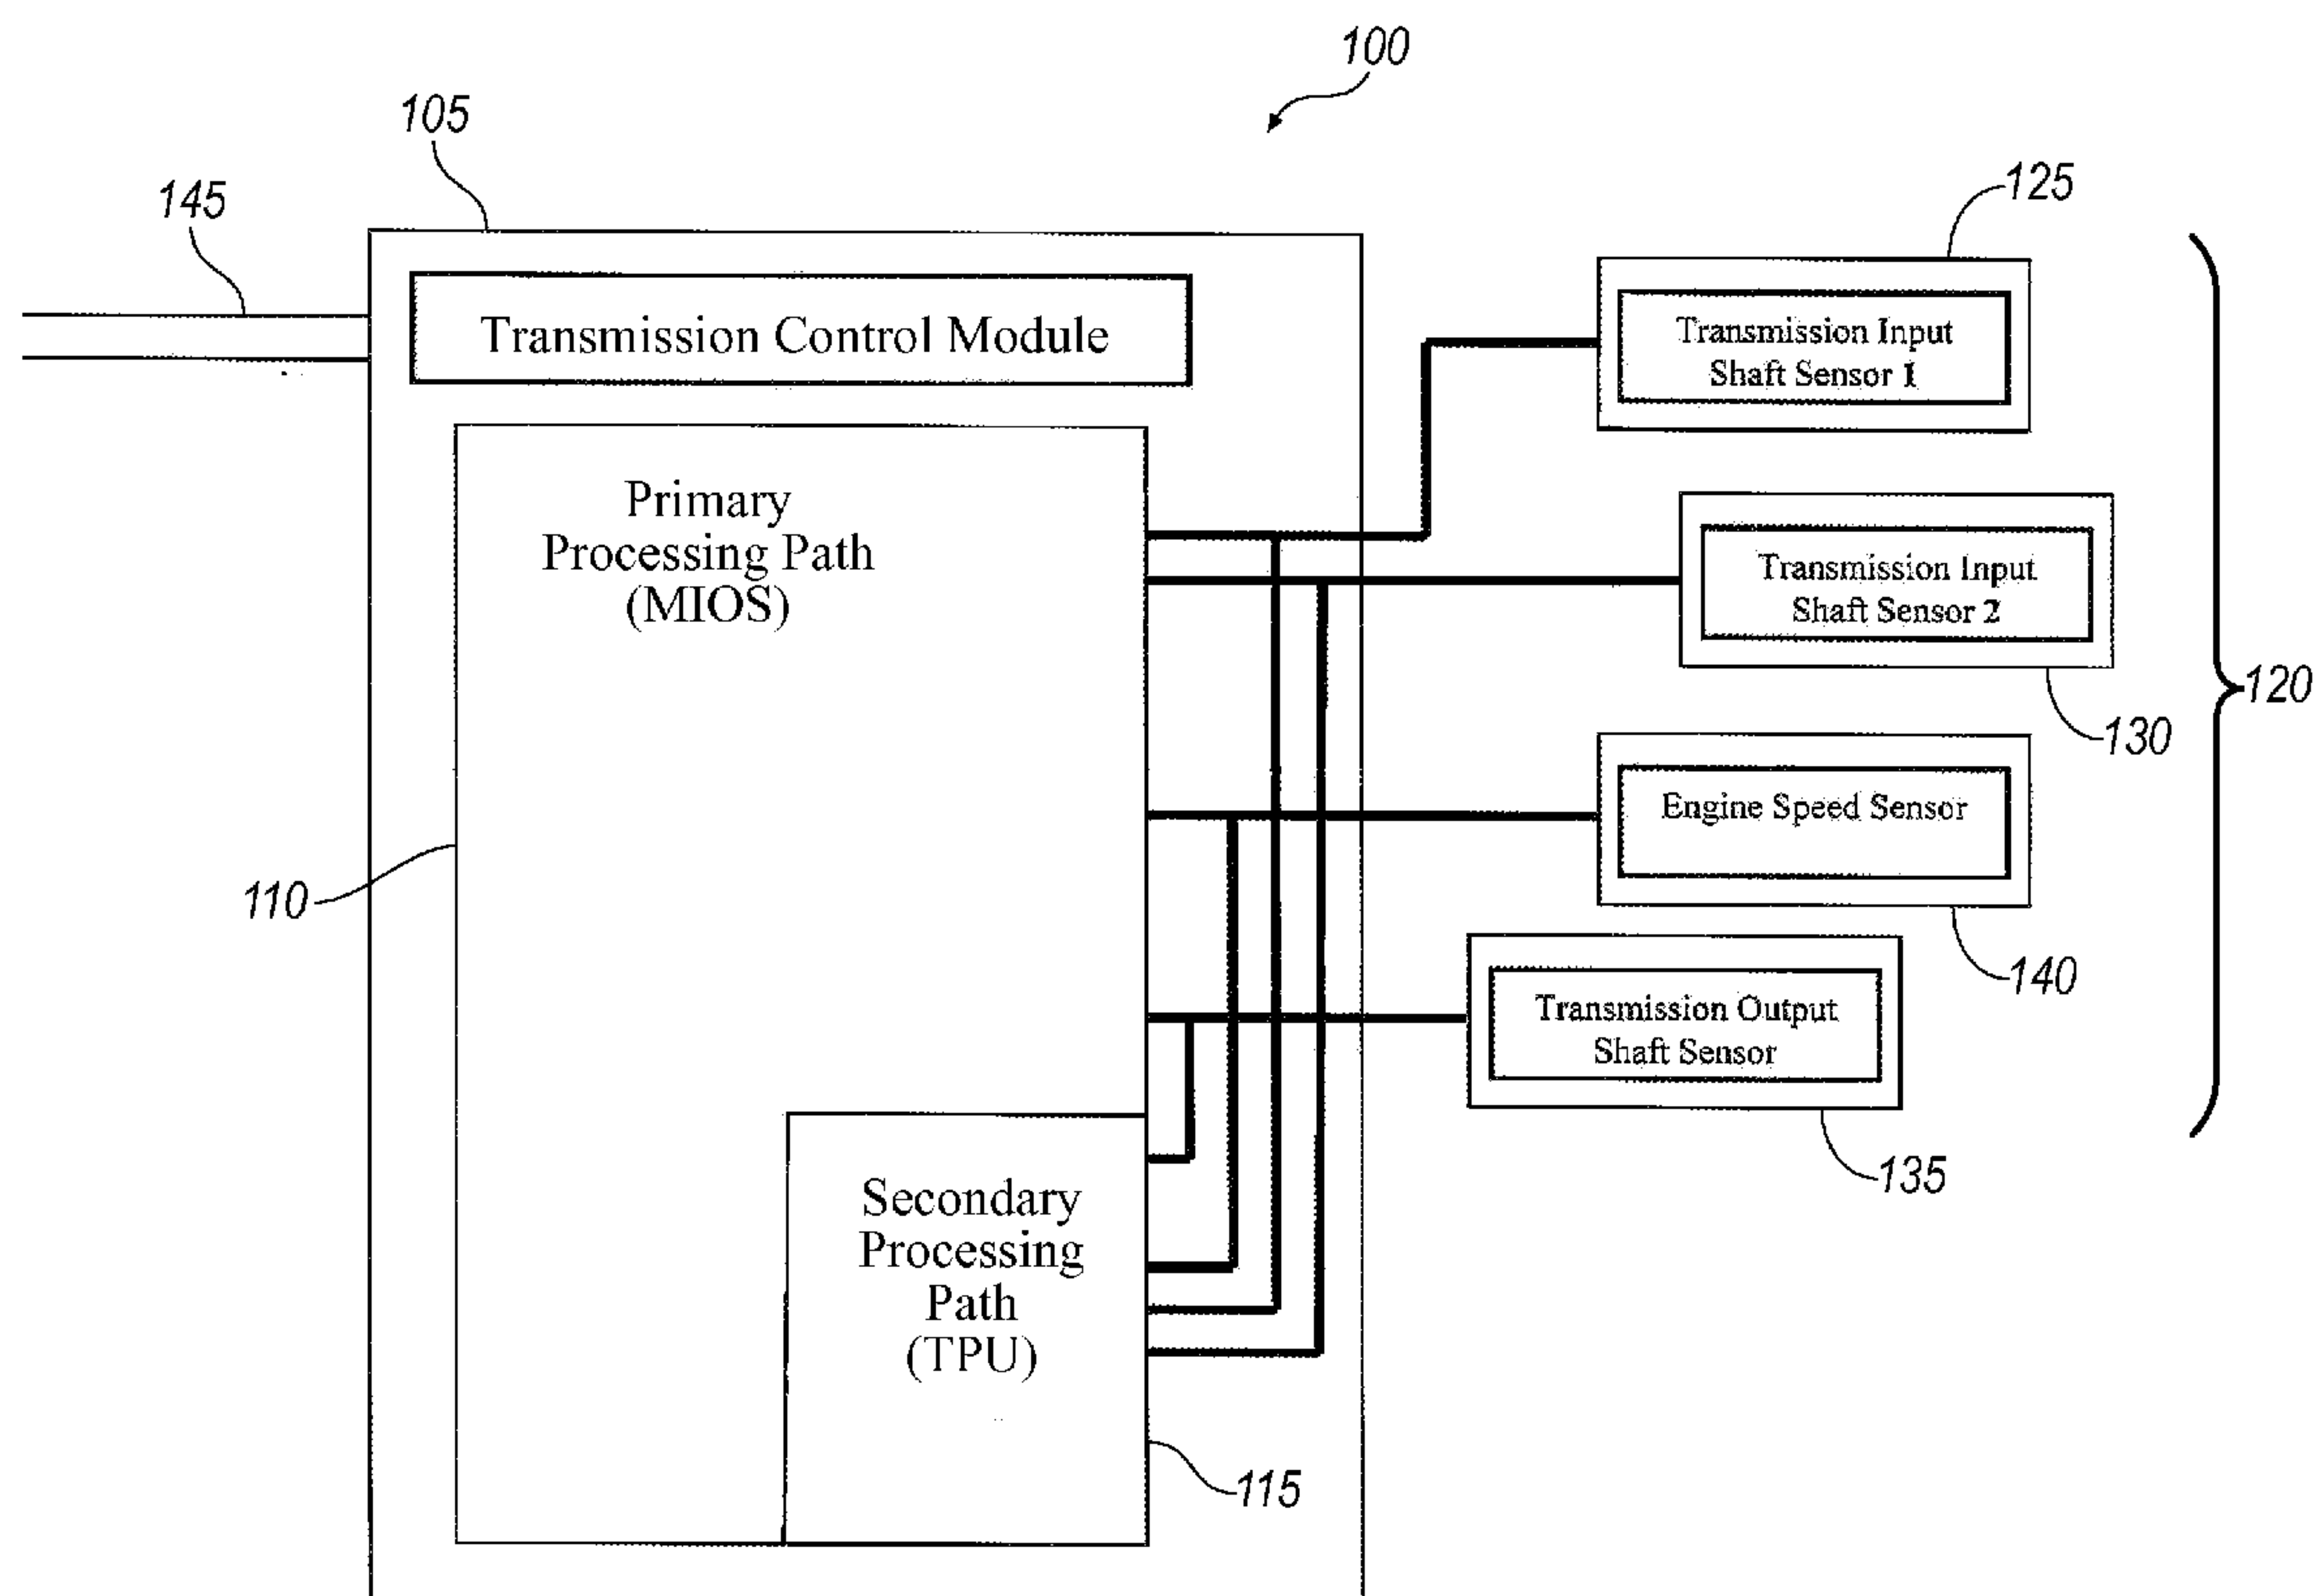 100
105
145
125
Transmission Control Module
Transmission Input
Shaft Sensor 1
Primary
Processing Path
(MIOS)
Transmission Input
Shaft Sensor 2
120
130
Engine Speed Sensor
110
140
Transmission Output
Shaft Sensor
135
Secondary
Processing
Path
(TPU)
115